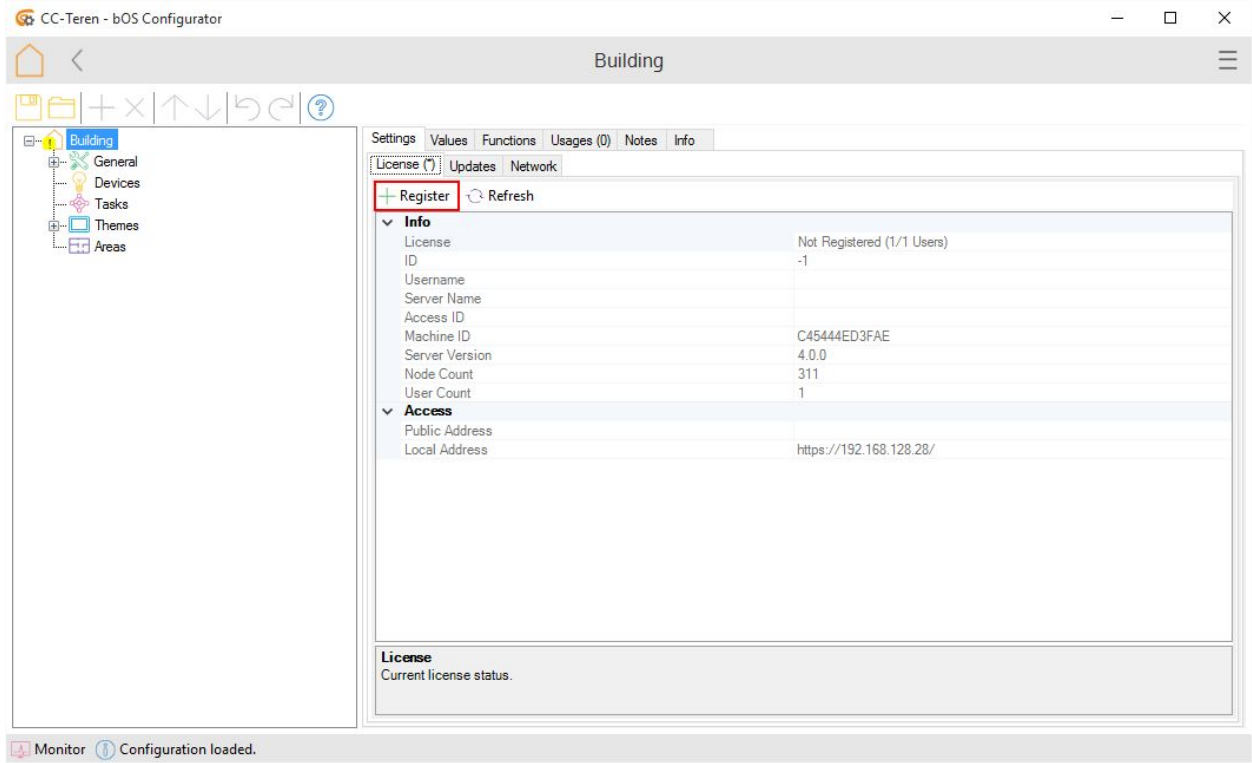 CC-Teren - bOS Configurator
Building
Building
General
Devices
Tasks
Themes
Areas
Settings Values Functions Usages (0) Notes Info
License (*) Updates Network
Register Refresh
Info
License Not Registered (1/1 Users)
ID -1
Username
Server Name
Access ID
Machine ID C45444ED3FAE
Server Version 4.0.0
Node Count 311
User Count 1
Access
Public Address
Local Address https://192.168.128.28/
License
Current license status.
Monitor Configuration loaded.